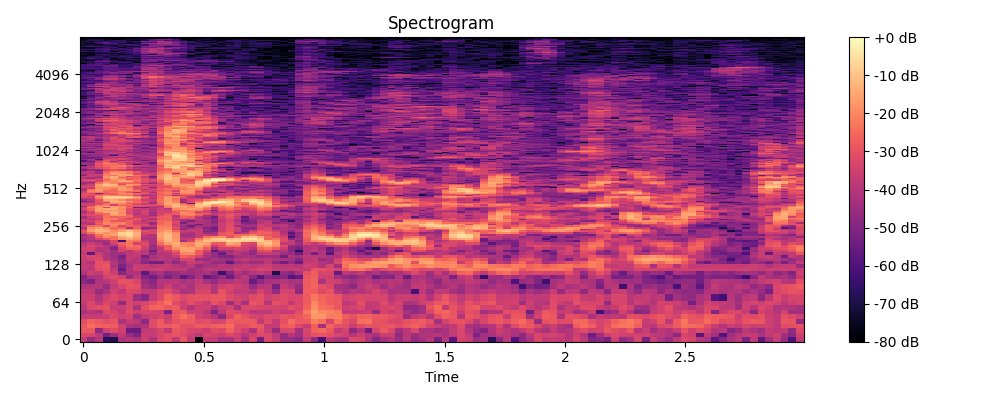 Spectrogram
Hz
4096
2048
1024
512
256
128
64
0
0
0.5
1
1.5
2
2.5
Time
+0 dB
-10 dB
-20 dB
-30 dB
-40 dB
-50 dB
-60 dB
-70 dB
-80 dB